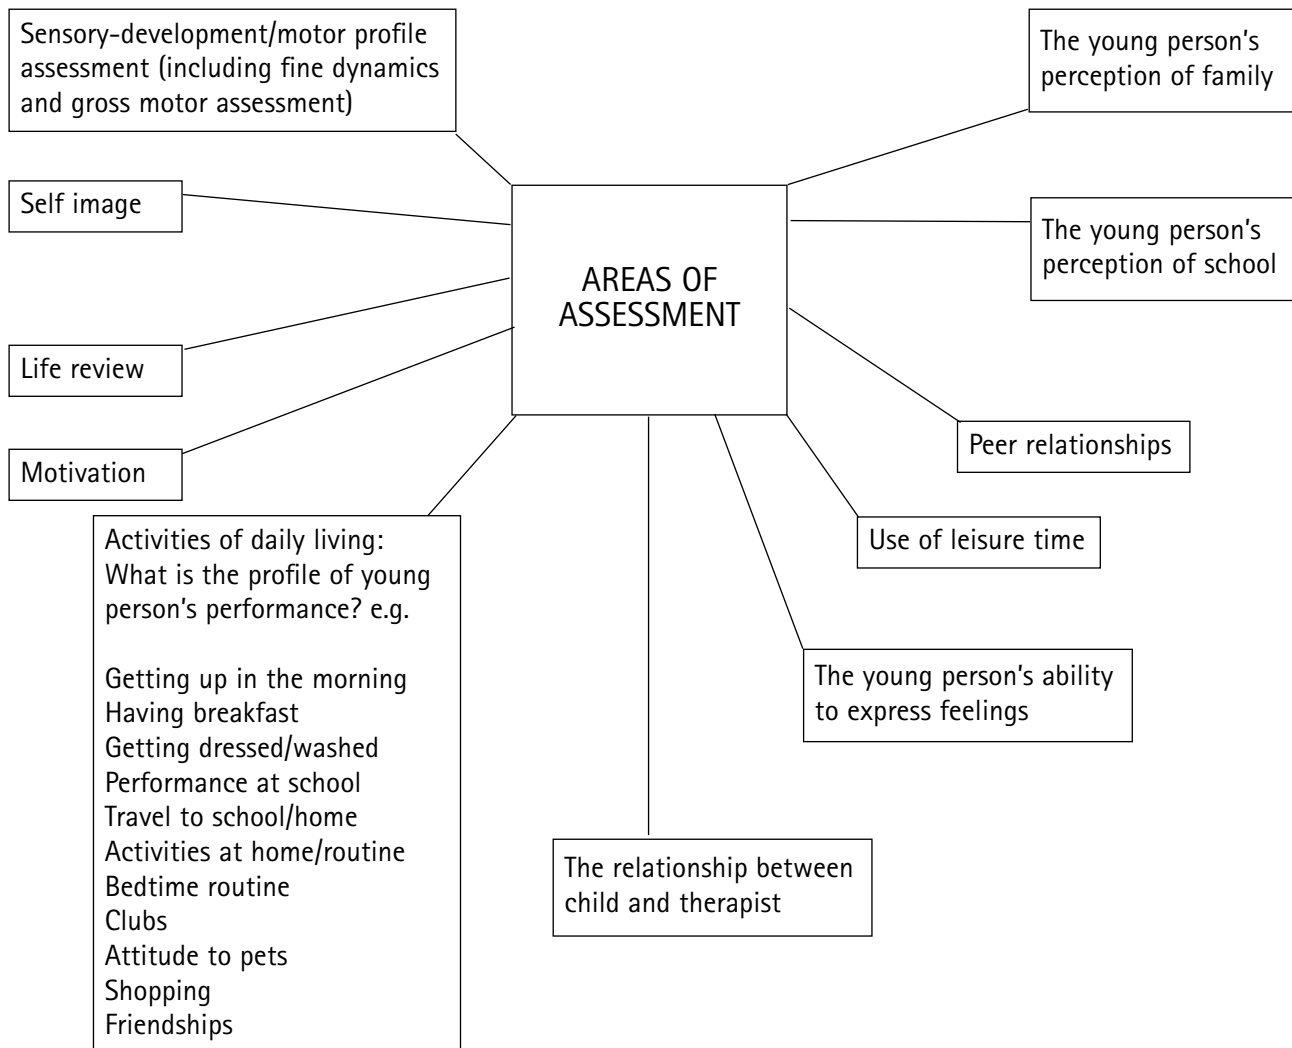 Sensory-development/motor profile
assessment (including fine dynamics
and gross motor assessment)
The young person's
perception of family
Self image
The young person's
perception of school
AREAS OF
ASSESSMENT
Life review
Peer relationships
Motivation
Use of leisure time
Activities of daily living:
What is the profile of young
person's performance? e.g.
Getting up in the morning
Having breakfast
Getting dressed/washed
Performance at school
Travel to school/home
Activities at home/routine
Bedtime routine
Clubs
Attitude to pets
Shopping
Friendships
The young person's ability
to express feelings
The relationship between
child and therapist